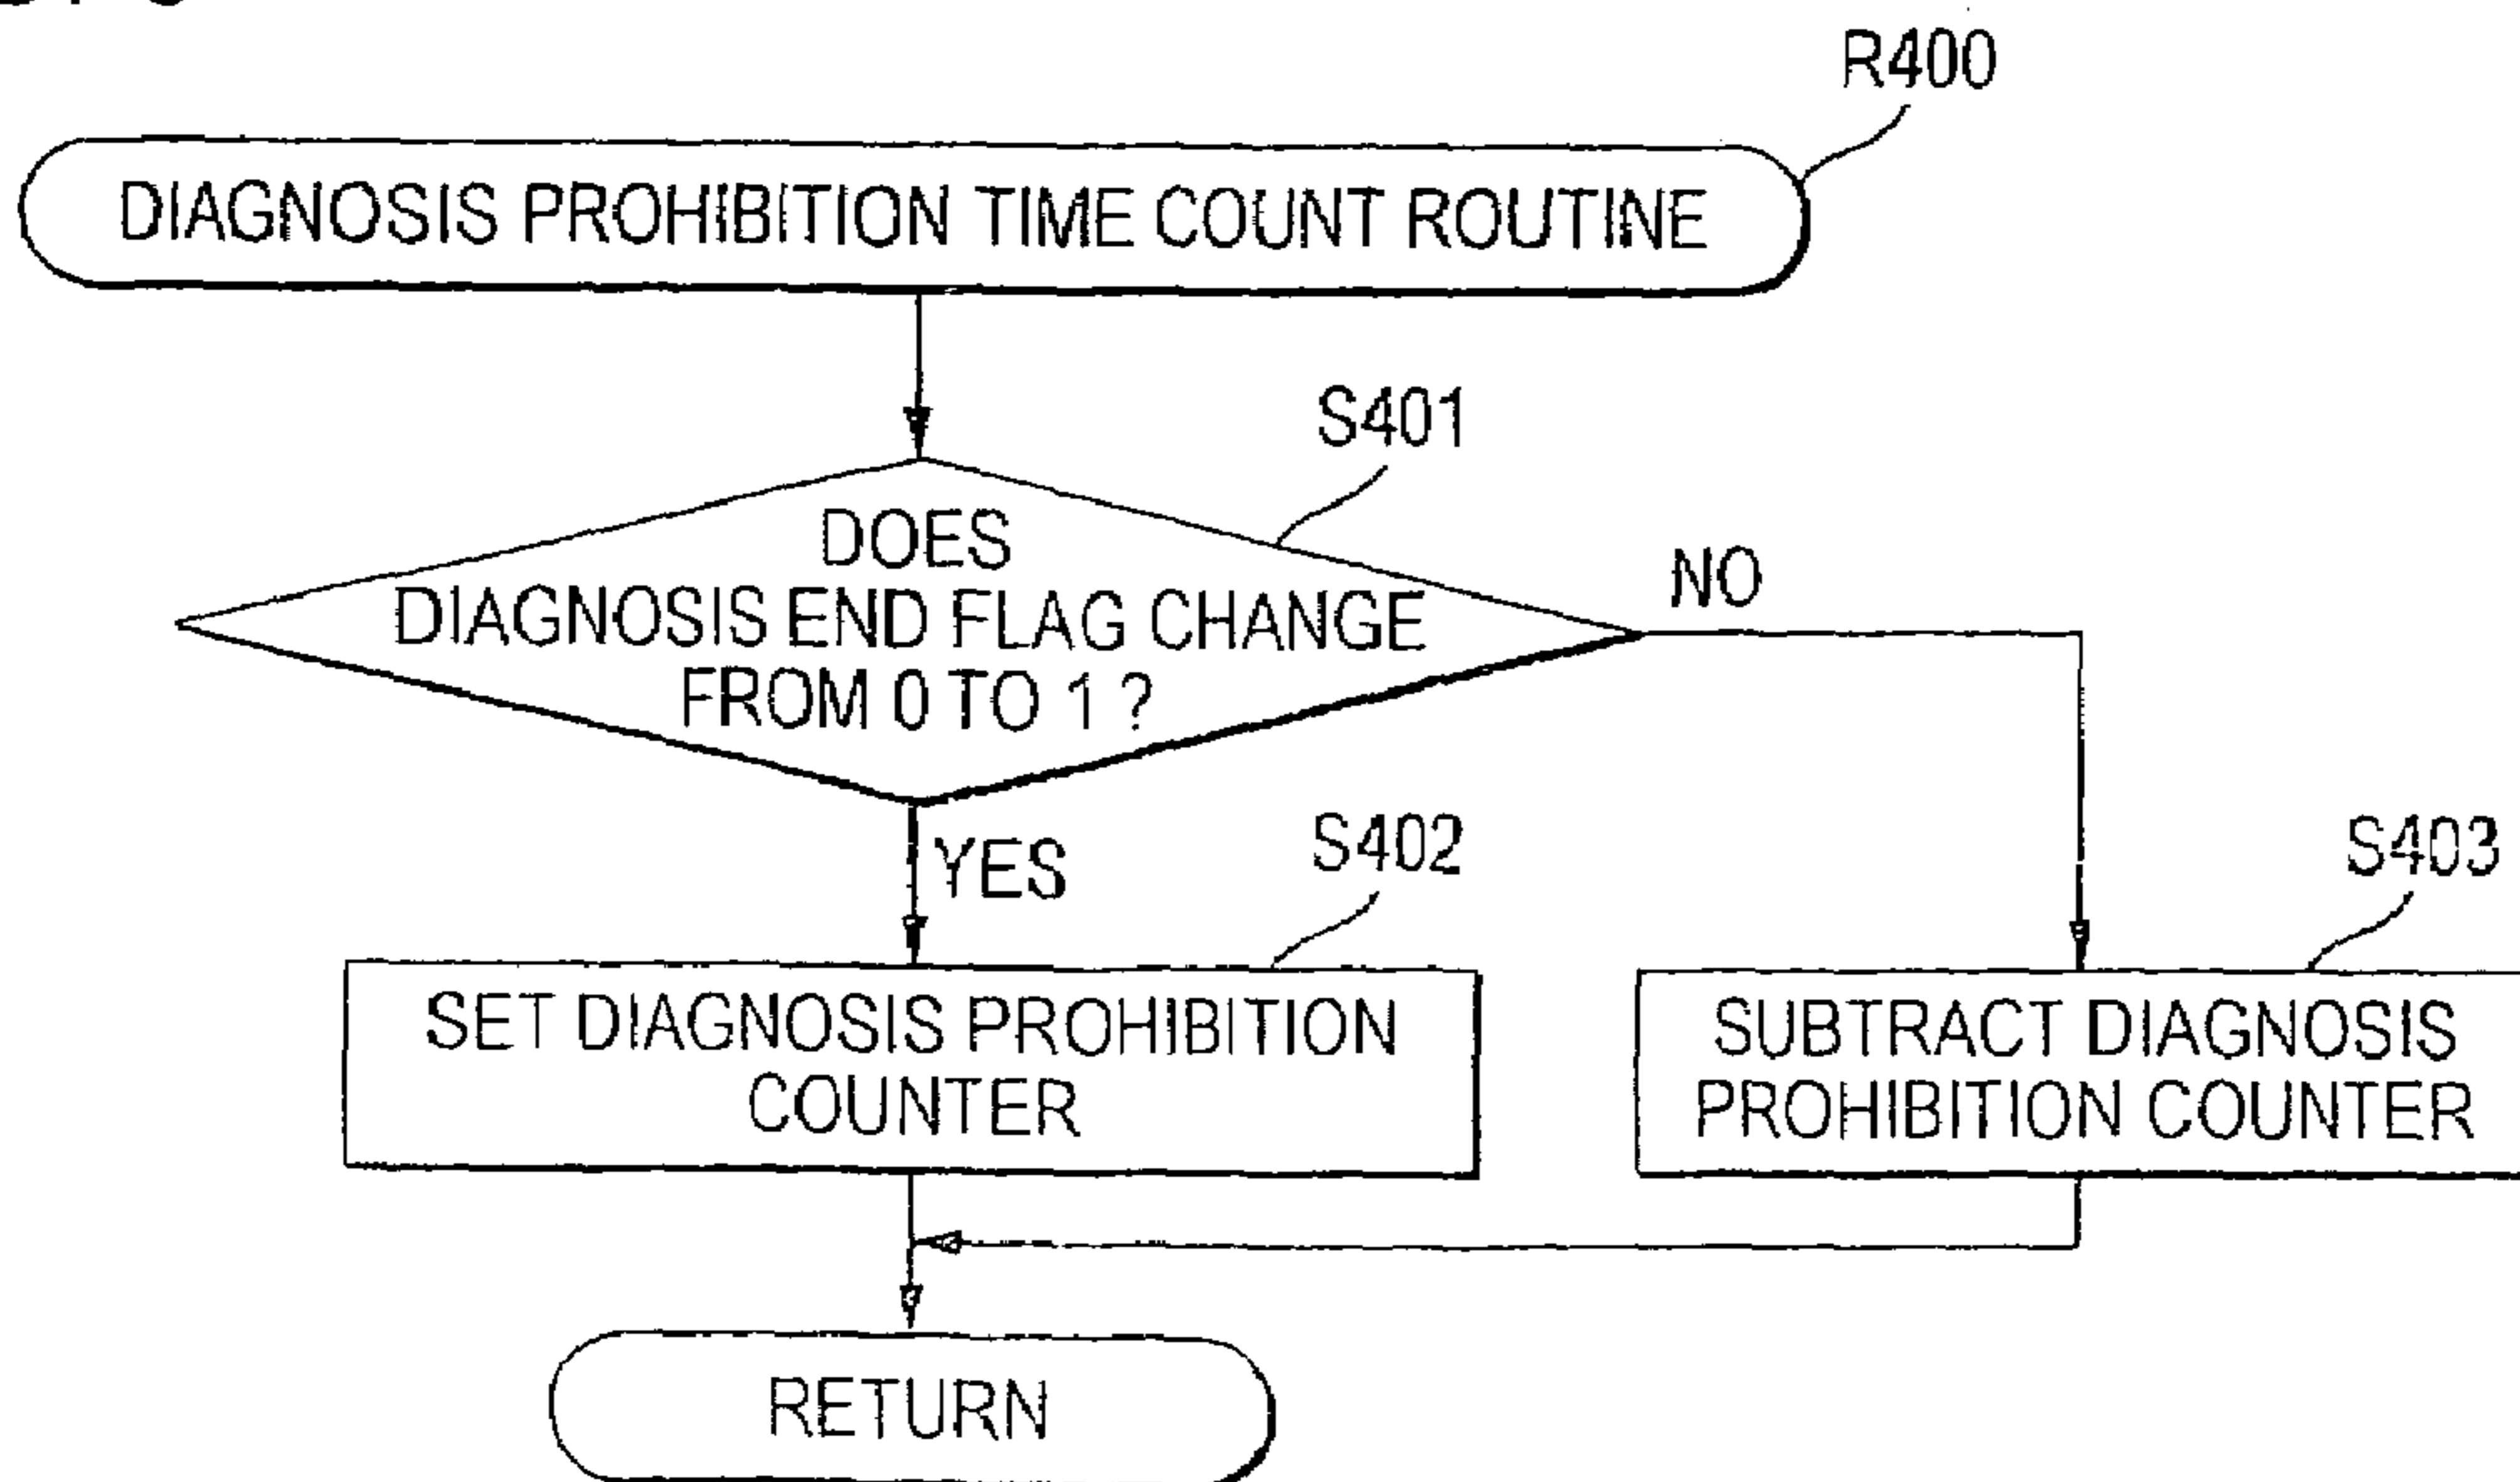 R400
DIAGNOSIS PROHIBITION TIME COUNT ROUTINE
S401
DOES
DIAGNOSIS END FLAG CHANGE
FROM 0 TO 1 ?
NO
YES
S402
S403
SET DIAGNOSIS PROHIBITION
COUNTER
SUBTRACT DIAGNOSIS
PROHIBITION COUNTER
RETURN